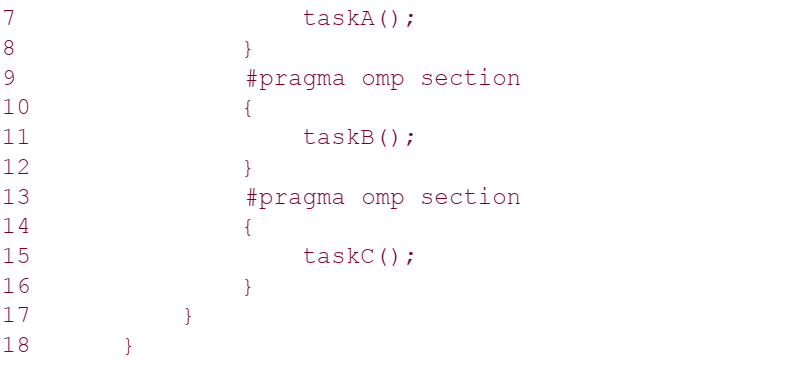 7                    taskA();
8                }
9                #pragma omp section
10               {
11                   taskB();
12               }
13               #pragma omp section
14               {
15                   taskC();
16               }
17           }
18       }